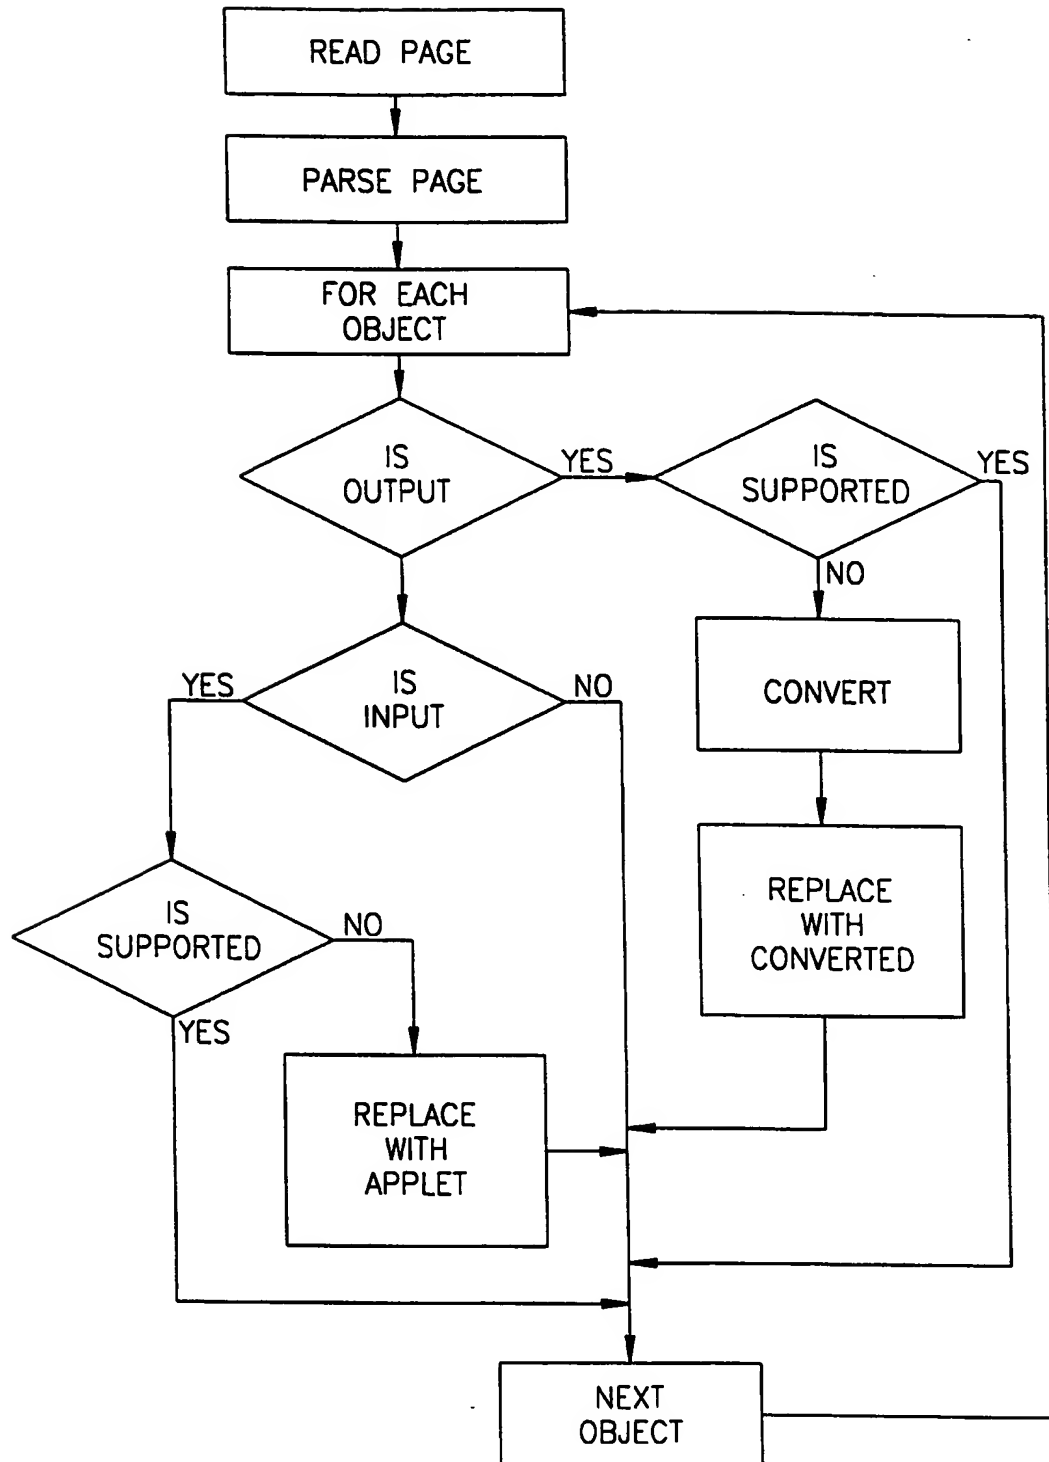 READ PAGE
PARSE PAGE
FOR EACH
OBJECT
IS
OUTPUT
YES
IS
SUPPORTED
YES
NO
IS
INPUT
YES
NO
CONVERT
REPLACE
WITH
CONVERTED
IS
SUPPORTED
NO
YES
REPLACE
WITH
APPLET
NEXT
OBJECT